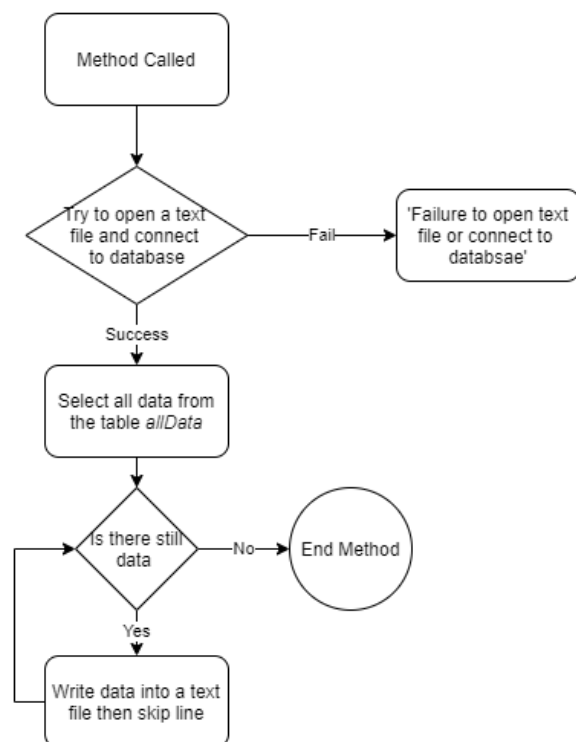 Method Called
Try to open a text
file and connect
to database
Fail
'Failure to open text
file or connect to
databsae'
Success
Select all data from
the table allData
Is there still
data
No
End Method
Yes
Write data into a text
file then skip line